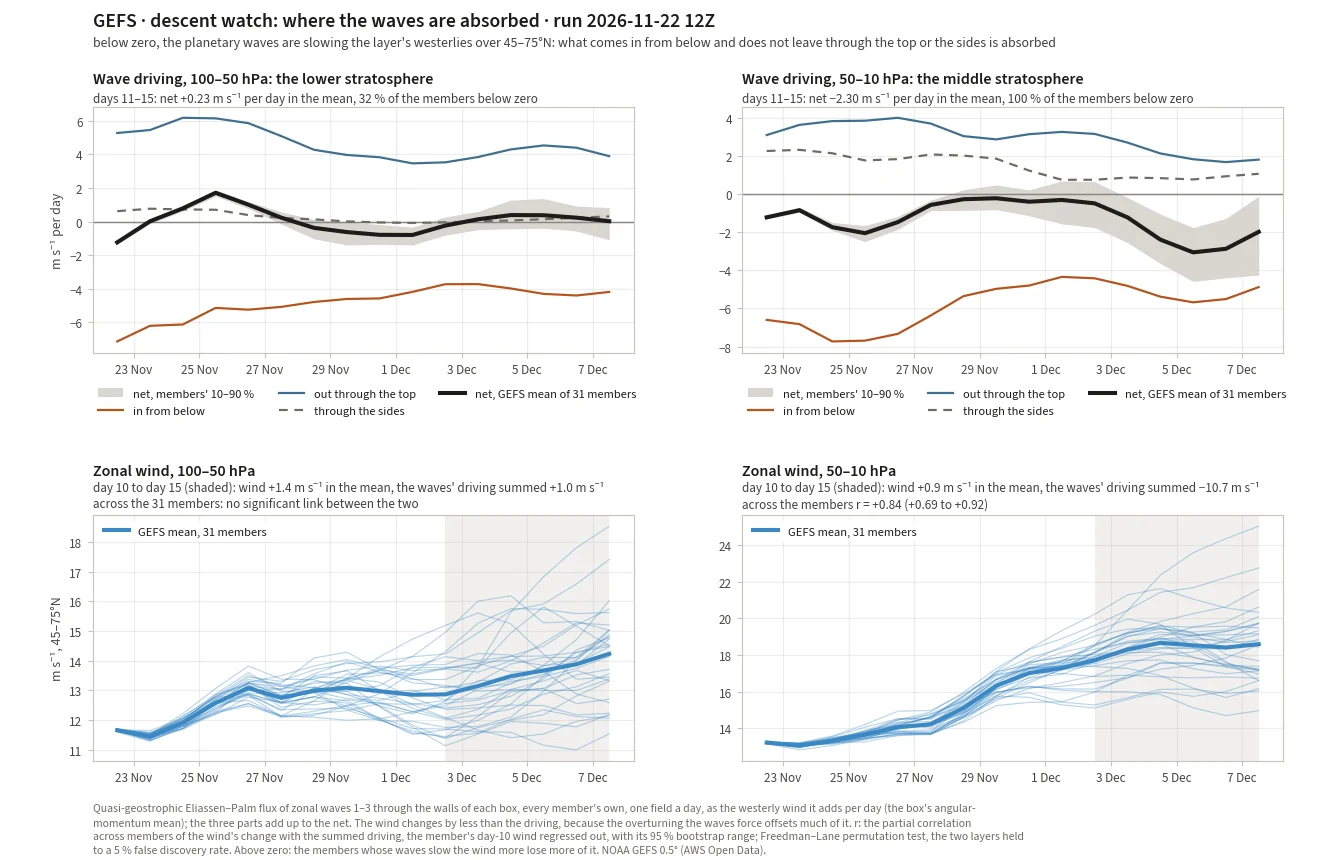 GEFS · descent watch: where the waves are absorbed · run 2026-11-22 12Z
below zero, the planetary waves are slowing the layer's westerlies over 45–75°N: what comes in from below and does not leave through the top or the sides is absorbed
Wave driving, 100–50 hPa: the lower stratosphere
days 11–15: net +0.23 m s⁻¹ per day in the mean, 32 % of the members below zero
6
4
2
0
−2
−4
−6
m s⁻¹ per day
23 Nov 25 Nov 27 Nov 29 Nov 1 Dec 3 Dec 5 Dec 7 Dec
net, members' 10–90 % out through the top net, GEFS mean of 31 members
in from below through the sides
Wave driving, 50–10 hPa: the middle stratosphere
days 11–15: net −2.30 m s⁻¹ per day in the mean, 100 % of the members below zero
4
2
0
−2
−4
−6
−8
23 Nov 25 Nov 27 Nov 29 Nov 1 Dec 3 Dec 5 Dec 7 Dec
net, members' 10–90 % out through the top net, GEFS mean of 31 members
in from below through the sides
Zonal wind, 100–50 hPa
day 10 to day 15 (shaded): wind +1.4 m s⁻¹ in the mean, the waves' driving summed +1.0 m s⁻¹
across the 31 members: no significant link between the two
GEFS mean, 31 members
18
17
16
15
14
13
12
11
m s⁻¹, 45–75°N
23 Nov 25 Nov 27 Nov 29 Nov 1 Dec 3 Dec 5 Dec 7 Dec
Zonal wind, 50–10 hPa
day 10 to day 15 (shaded): wind +0.9 m s⁻¹ in the mean, the waves' driving summed −10.7 m s⁻¹
across the members r = +0.84 (+0.69 to +0.92)
GEFS mean, 31 members
24
22
20
18
16
14
23 Nov 25 Nov 27 Nov 29 Nov 1 Dec 3 Dec 5 Dec 7 Dec
Quasi-geostrophic Eliassen–Palm flux of zonal waves 1–3 through the walls of each box, every member's own, one field a day, as the westerly wind it adds per day (the box's angular-
momentum mean); the three parts add up to the net. The wind changes by less than the driving, because the overturning the waves force offsets much of it. r: the partial correlation
across members of the wind's change with the summed driving, the member's day-10 wind regressed out, with its 95 % bootstrap range; Freedman–Lane permutation test, the two layers held
to a 5 % false discovery rate. Above zero: the members whose waves slow the wind more lose more of it. NOAA GEFS 0.5° (AWS Open Data).